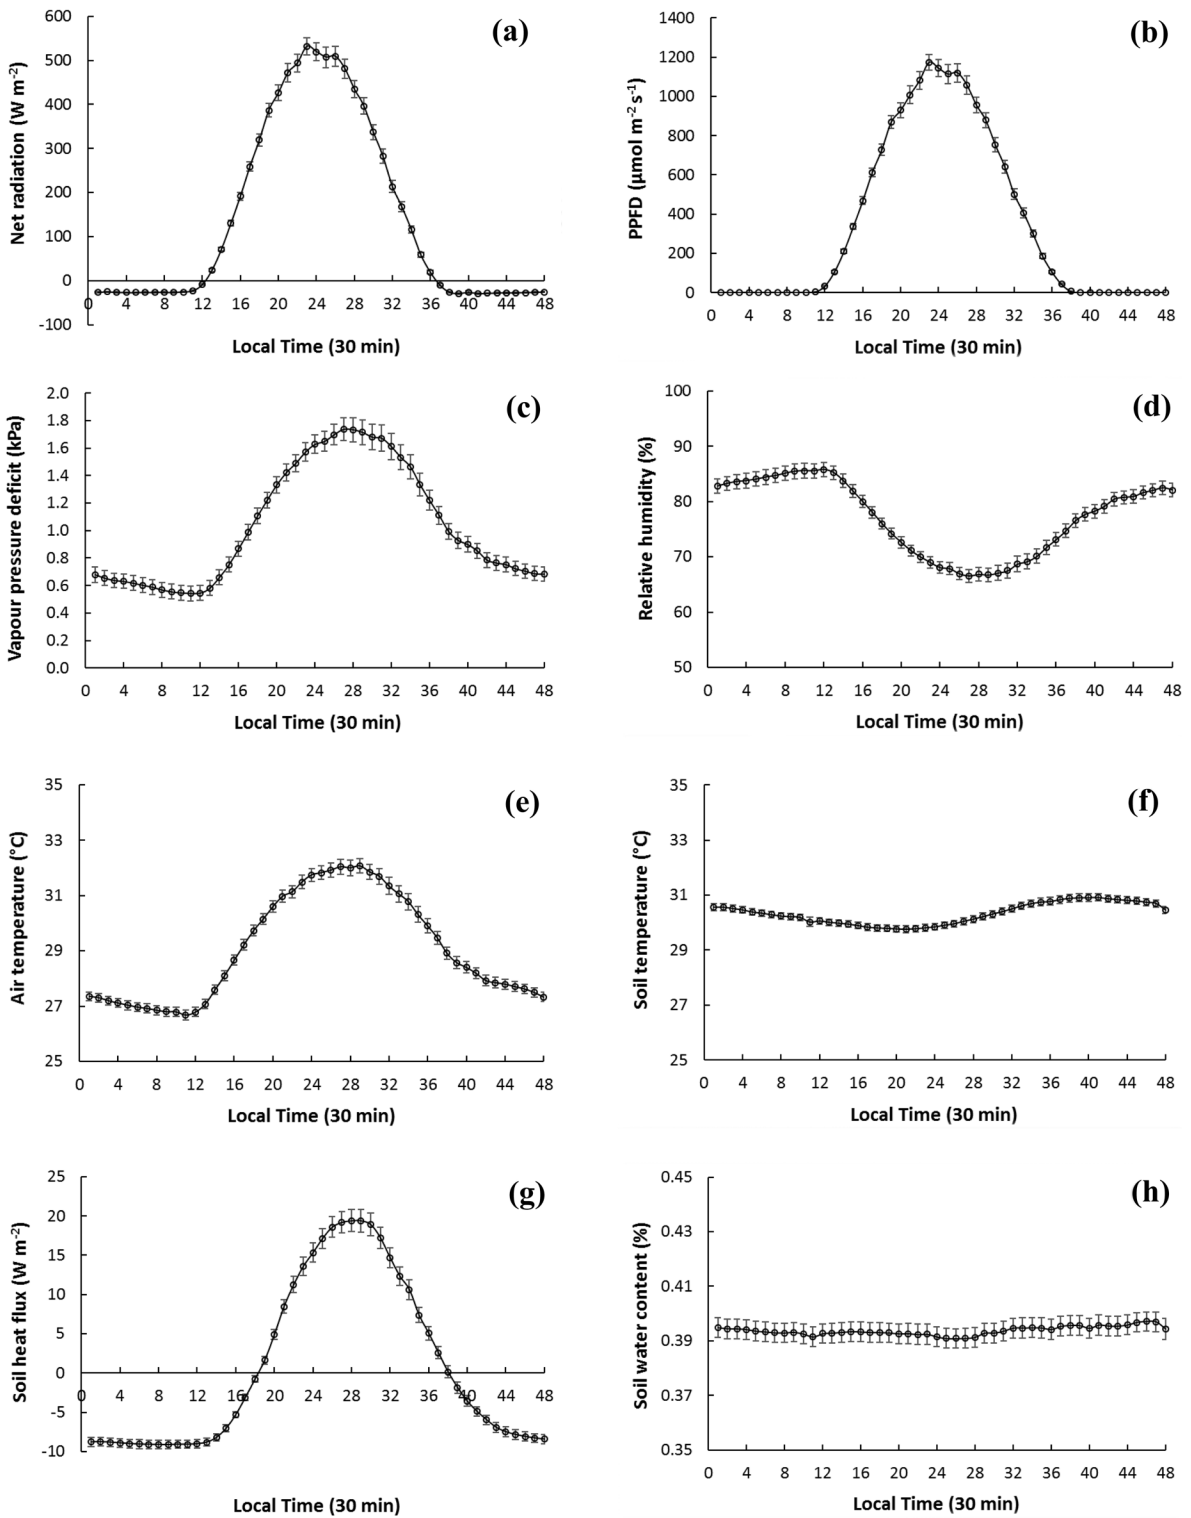 (a)
Net radiation (W m⁻²)
600
500
400
300
200
100
0
-100
0 4 8 12 16 20 24 28 32 36 40 44 48
Local Time (30 min)
(b)
PPFD (µmol m⁻² s⁻¹)
1400
1200
1000
800
600
400
200
0
0 4 8 12 16 20 24 28 32 36 40 44 48
Local Time (30 min)
(c)
Vapour pressure deficit (kPa)
2.0
1.8
1.6
1.4
1.2
1.0
0.8
0.6
0.4
0.2
0.0
0 4 8 12 16 20 24 28 32 36 40 44 48
Local Time (30 min)
(d)
Relative humidity (%)
100
90
80
70
60
50
0 4 8 12 16 20 24 28 32 36 40 44 48
Local Time (30 min)
(e)
Air temperature (°C)
35
33
31
29
27
25
0 4 8 12 16 20 24 28 32 36 40 44 48
Local Time (30 min)
(f)
Soil temperature (°C)
35
33
31
29
27
25
0 4 8 12 16 20 24 28 32 36 40 44 48
Local Time (30 min)
(g)
Soil heat flux (W m⁻²)
25
20
15
10
5
0
-5
-10
0 4 8 12 16 20 24 28 32 36 40 44 48
Local Time (30 min)
(h)
Soil water content (%)
0.45
0.43
0.41
0.39
0.37
0.35
0 4 8 12 16 20 24 28 32 36 40 44 48
Local Time (30 min)